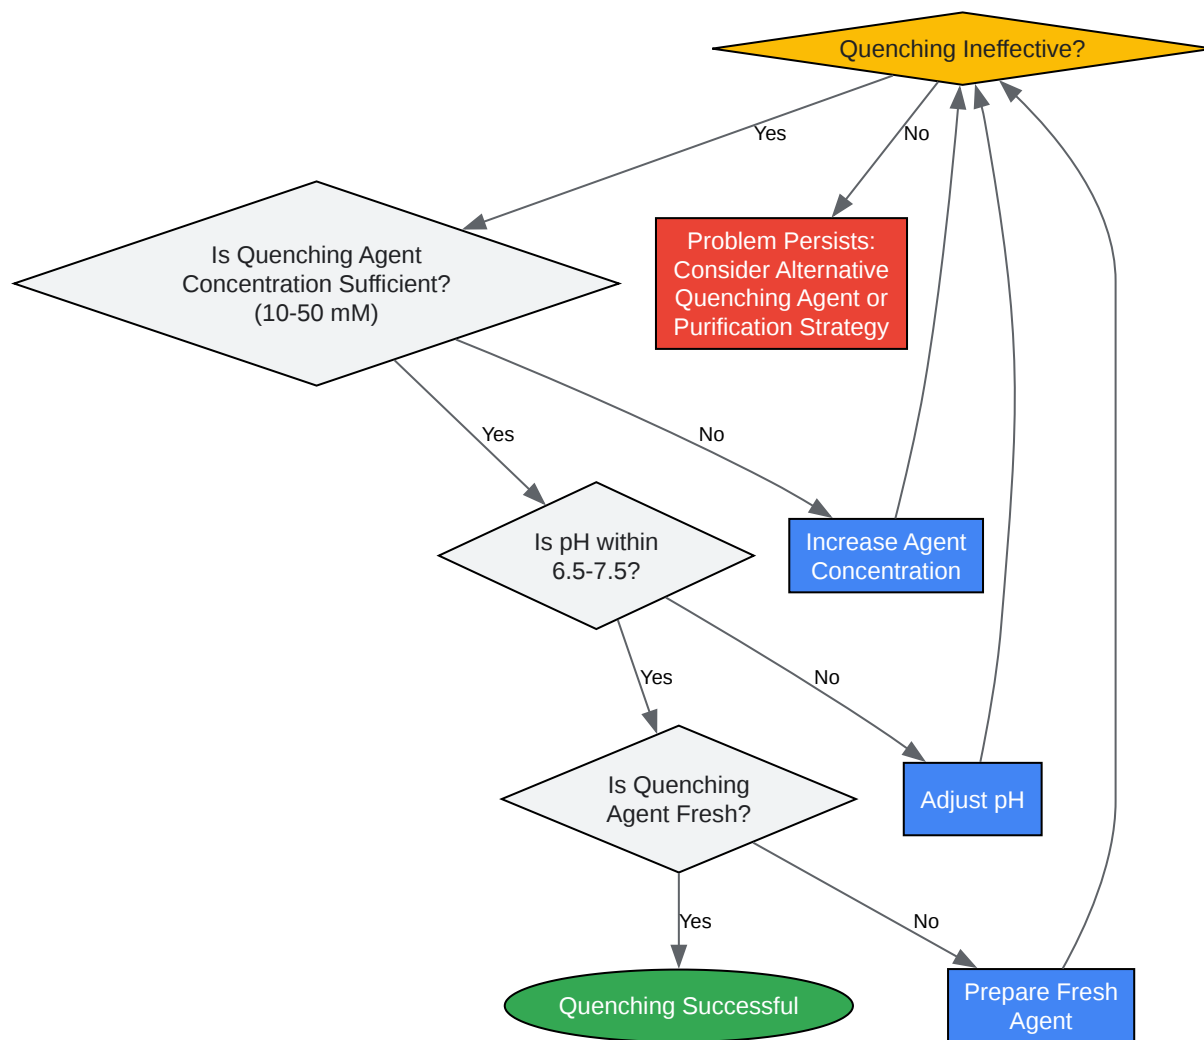 Quenching Ineffective?
Yes
No
Is Quenching Agent
Concentration Sufficient?
(10-50 mM)
Problem Persists:
Consider Alternative
Quenching Agent or
Purification Strategy
Yes
No
Is pH within
6.5-7.5?
Increase Agent
Concentration
Yes
No
Is Quenching
Agent Fresh?
Adjust pH
Yes
No
Quenching Successful
Prepare Fresh
Agent